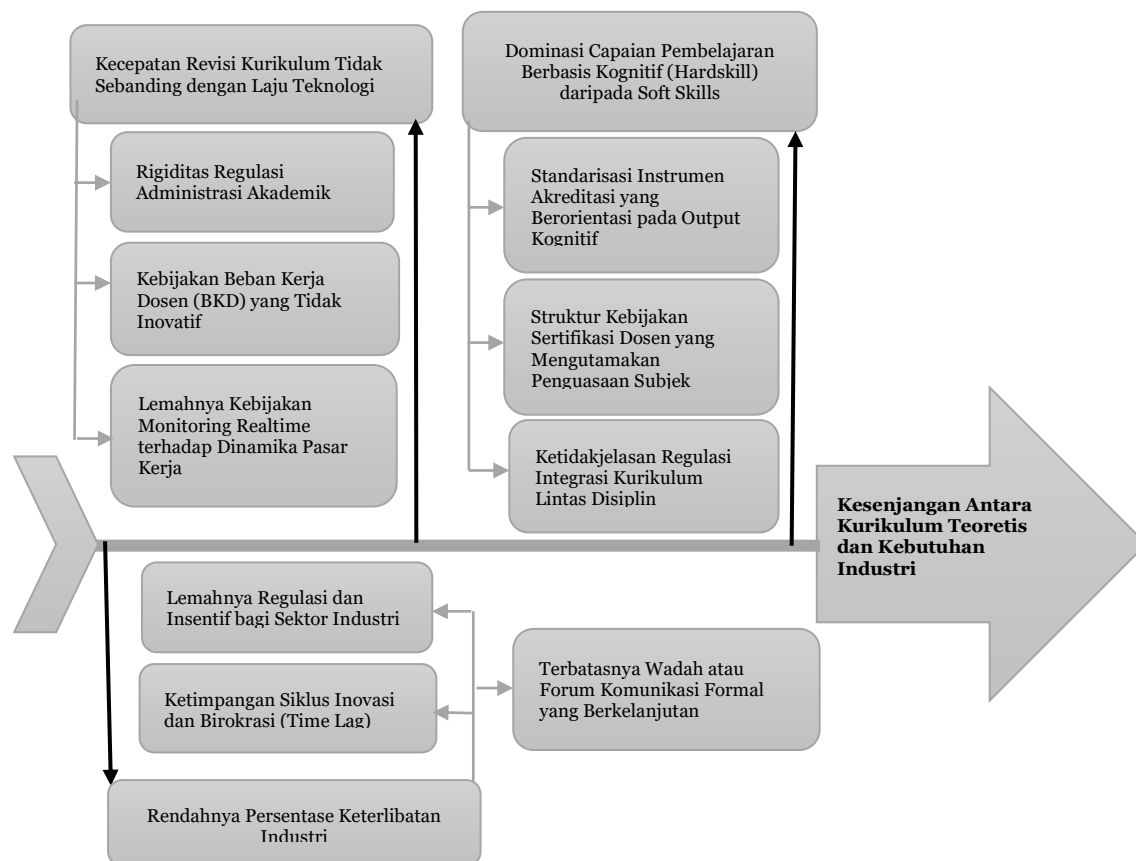 Kecepatan Revisi Kurikulum Tidak
Sebanding dengan Laju Teknologi
Rigiditas Regulasi
Administrasi Akademik
Kebijakan Beban Kerja
Dosen (BKD) yang Tidak
Inovatif
Lemahnya Kebijakan
Monitoring Realtime
terhadap Dinamika Pasar
Kerja
Dominasi Capaian Pembelajaran
Berbasis Kognitif (Hardskill)
daripada Soft Skills
Standarisasi Instrumen
Akreditasi yang
Berorientasi pada Output
Kognitif
Struktur Kebijakan
Sertifikasi Dosen yang
Mengutamakan
Penguasaan Subjek
Ketidakjelasan Regulasi
Integrasi Kurikulum
Lintas Disiplin
Kesenjangan Antara
Kurikulum Teoretis
dan Kebutuhan
Industri
Lemahnya Regulasi dan
Insentif bagi Sektor Industri
Ketimpangan Siklus Inovasi
dan Birokrasi (Time Lag)
Terbatasnya Wadah atau
Forum Komunikasi Formal
yang Berkelanjutan
Rendahnya Persentase Keterlibatan
Industri